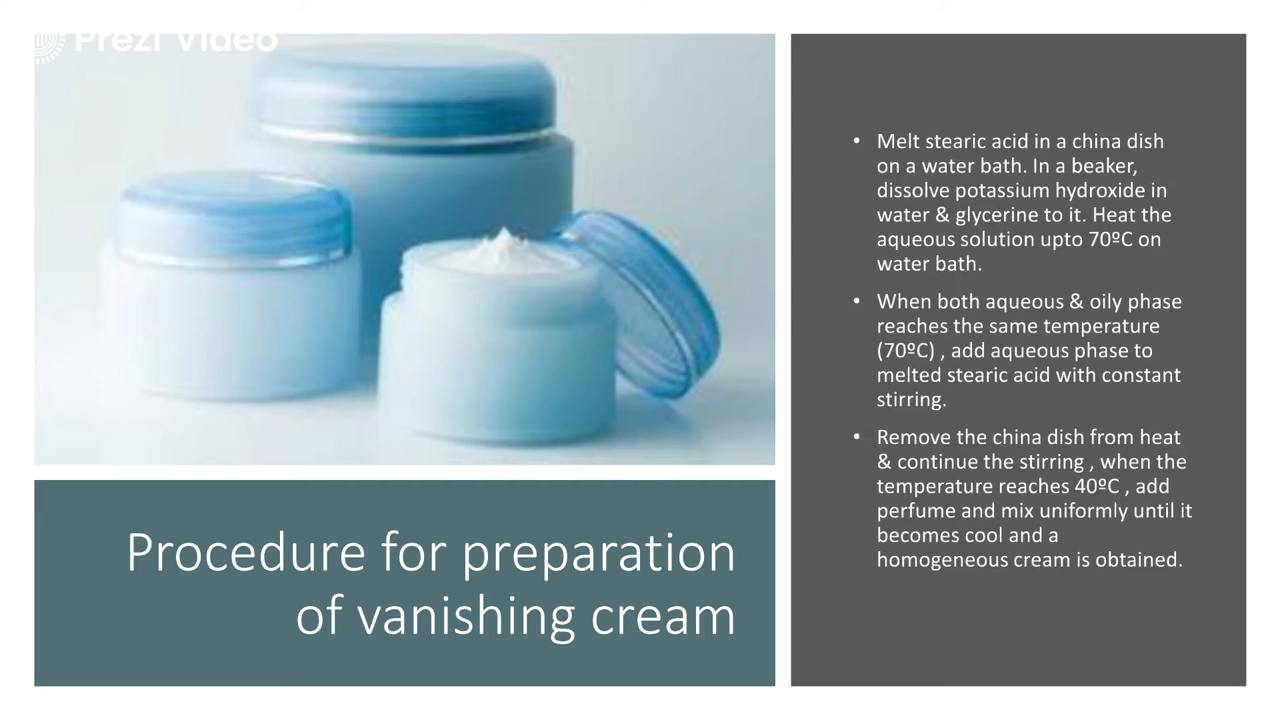 Prezi Video
• Melt stearic acid in a china dish
on a water bath. In a beaker,
dissolve potassium hydroxide in
water & glycerine to it. Heat the
aqueous solution upto 70ºC on
water bath.
• When both aqueous & oily phase
reaches the same temperature
(70ºC) , add aqueous phase to
melted stearic acid with constant
stirring.
• Remove the china dish from heat
& continue the stirring , when the
temperature reaches 40ºC , add
perfume and mix uniformly until it
becomes cool and a
homogeneous cream is obtained.
Procedure for preparation
of vanishing cream